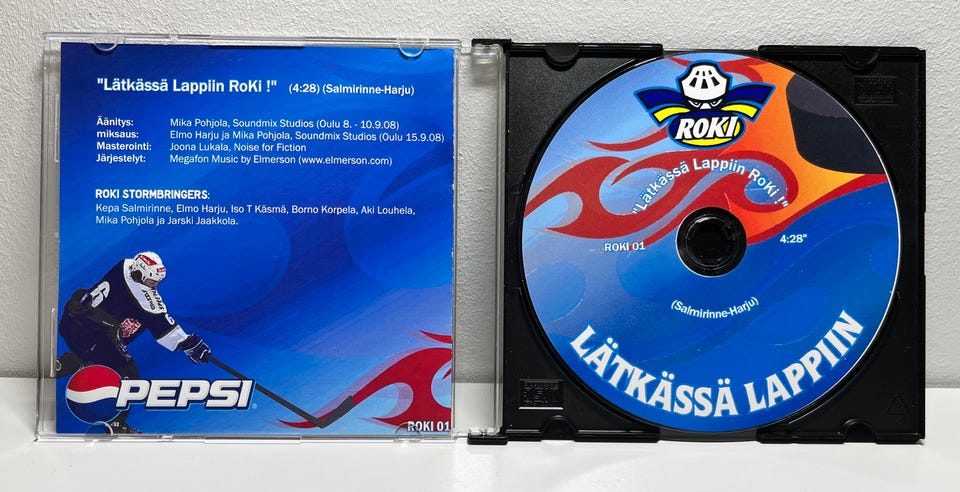 "Lätkässä Lappiin RoKi !" (4:28) (Salmirinne-Harju)
Äänitys: Mika Pohjola, Soundmix Studios (Oulu 8. - 10.9.08)
miksaus: Elmo Harju ja Mika Pohjola, Soundmix Studios (Oulu 15.9.08)
Masterointi: Joona Lukala, Noise for Fiction
Järjestelyt: Megafon Music by Elmerson (www.elmerson.com)
ROKI STORMBRINGERS:
Kepa Salmirinne, Elmo Harju, Iso T Käsmä, Borno Korpela, Aki Louhela,
Mika Pohjola ja Jarski Jaakkola.
6
PEPSI
ROKI 01
ROKI
"Lätkässä Lappiin RoKi !"
ROKI 01
4:28"
(Salmirinne-Harju)
LÄTKÄSSÄ LAPPIIN